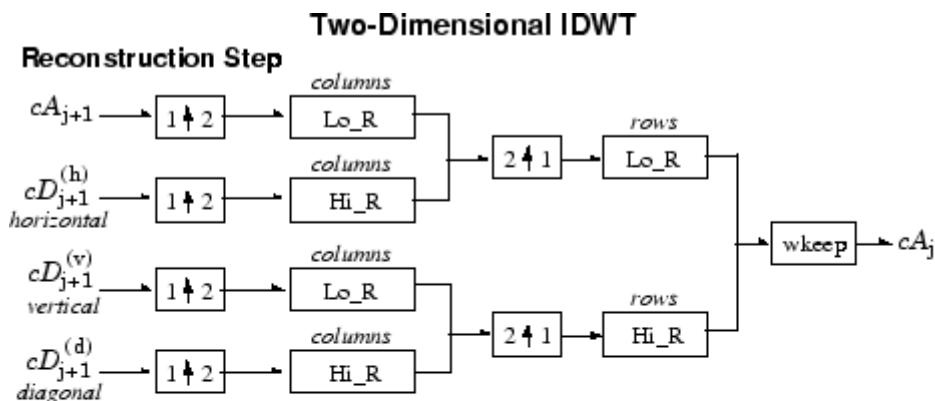 Two-Dimensional IDWT
Reconstruction Step
columns
cA j+1 1 2 Lo_R
rows
columns
2 1 Lo_R
cD j+1 (h) 1 2 Hi_R
horizontal
wkeep cA j
columns
cD j+1 (v) 1 2 Lo_R
vertical
rows
columns
2 1 Hi_R
cD j+1 (d) 1 2 Hi_R
diagonal